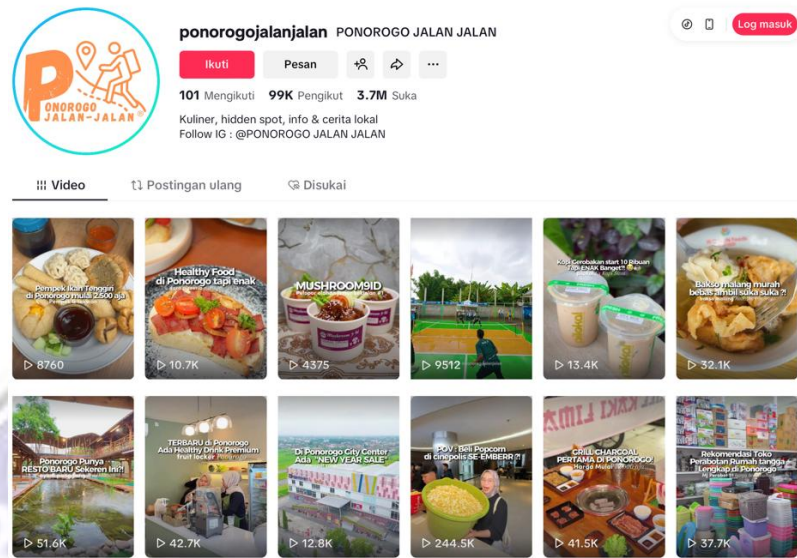 ponorogojalanjalan PONOROGO JALAN JALAN
Log masuk
Ikuti
Pesan
101 Mengikuti 99K Pengikut 3.7M Suka
Kuliner, hidden spot, info & cerita lokal
Follow IG : @PONOROGO JALAN JALAN
PONOROGO
JALAN-JALAN
Video
Postingan ulang
Disukai
Pempek Ikan Tenggiri
di Ponorogo mulai 2.500 aja
8760
Healthy Food
di Ponorogo tapi enak
10.7K
MUSHROOM9ID
4375
9512
Kopi Gerobakan start 10 Ribuan
Tapi ENAK Banget!!
13.4K
Bakso malang murah
bebas ambil suka suka ?!
32.1K
Ponorogo Punya
RESTO BARU Sekeren Ini?!
51.6K
TERBARU di Ponorogo
Ada Healthy Drink Premium
fruit locker
42.7K
Di Ponorogo City Center
Ada "NEW YEAR SALE"
12.8K
POV : Beli Popcorn
di cinepolis SE-EMBERR?!
244.5K
KAKI LIMA
GRILL CHARCOAL
PERTAMA DI PONOROGO!
Harga Mulai
41.5K
Rekomendasi Toko
Perabotan Rumah tangga
Lengkap di Ponorogo
37.7K